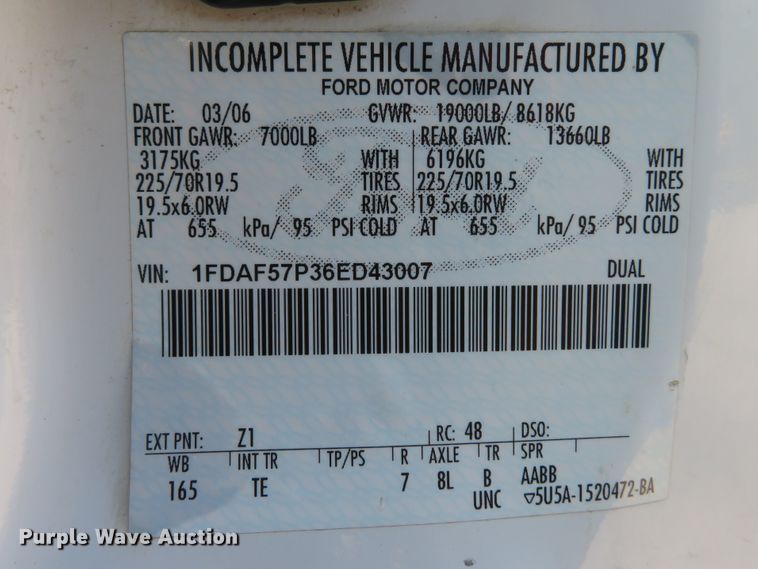 INCOMPLETE VEHICLE MANUFACTURED BY
FORD MOTOR COMPANY
DATE: 03/06 GVWR: 19000LB/ 8618KG
FRONT GAWR: 7000LB REAR GAWR: 13660LB
3175KG WITH 6196KG WITH
225/70R19.5 TIRES 225/70R19.5 TIRES
19.5x6.0RW RIMS 19.5x6.0RW RIMS
AT 655 kPa/ 95 PSI COLD AT 655 kPa/ 95 PSI COLD
VIN: 1FDAF57P36ED43007 DUAL
EXT PNT: Z1 RC: 48 DSO:
WB INT TR TP/PS R AXLE TR SPR
165 TE 7 8L B AABB
UNC ▽5U5A-1520472-BA
Purple Wave Auction